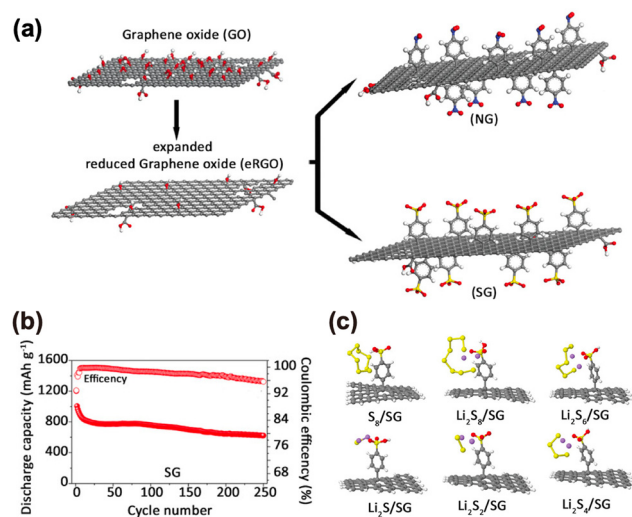 (a)
Graphene oxide (GO)
expanded
reduced Graphene oxide (eRGO)
(NG)
(SG)
(b)
1600
1200
800
400
0
Discharge capacity (mAh g⁻¹)
Efficency
SG
0 50 100 150 200 250
Cycle number
100
92
84
76
68
Coulombic efficency (%)
(c)
S₈/SG
Li₂S₈/SG
Li₂S₆/SG
Li₂S/SG
Li₂S₂/SG
Li₂S₄/SG